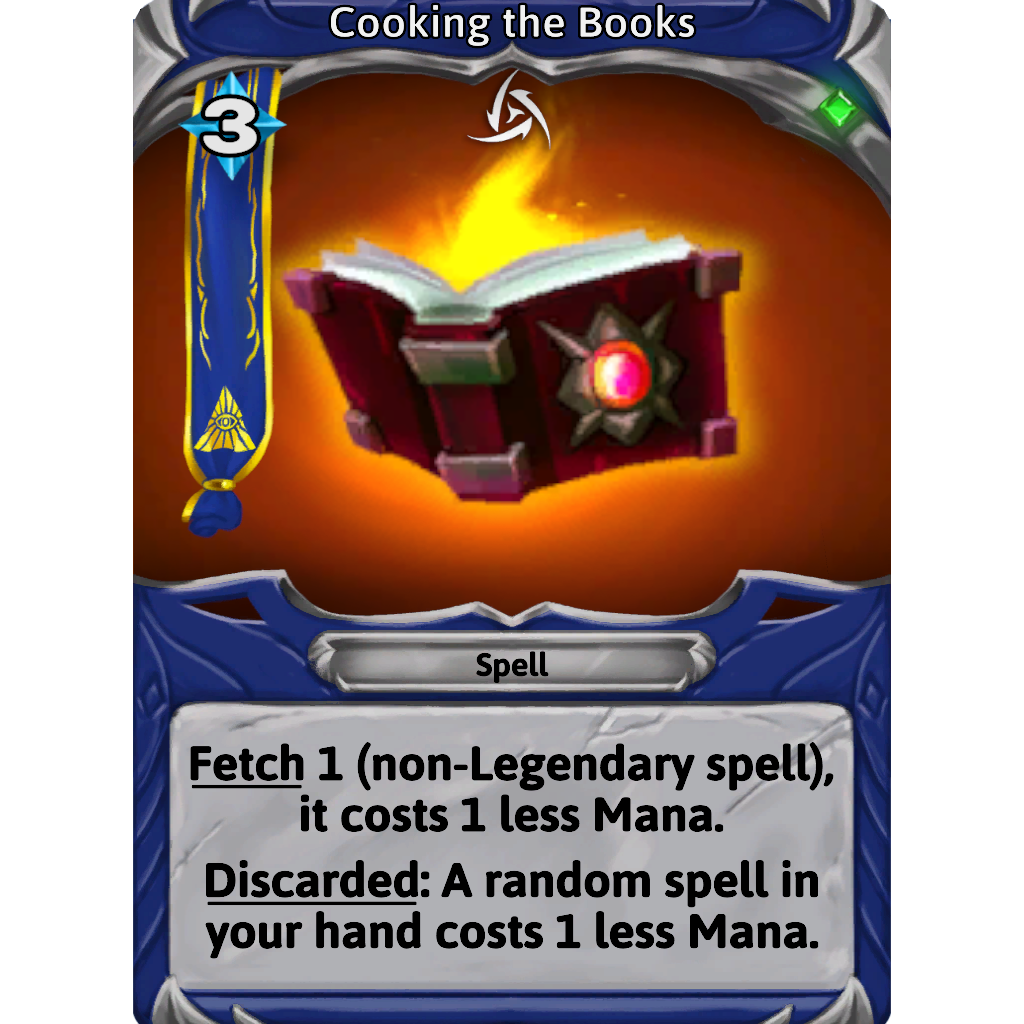 Cooking the Books
3
Spell
Fetch 1 (non-Legendary spell),
it costs 1 less Mana.
Discarded: A random spell in
your hand costs 1 less Mana.